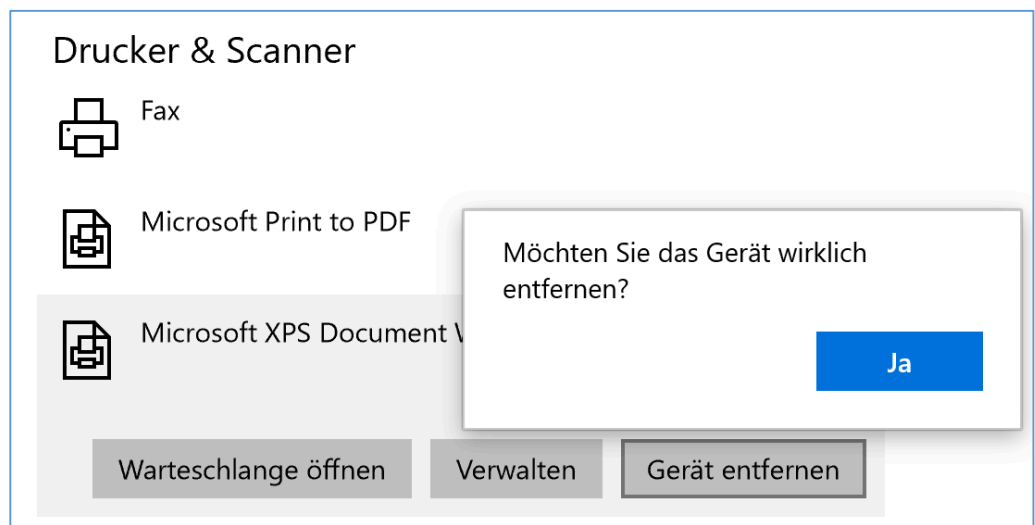 Drucker & Scanner
Fax
Microsoft Print to PDF
Microsoft XPS Document
Möchten Sie das Gerät wirklich
entfernen?
Ja
Warteschlange öffnen
Verwalten
Gerät entfernen